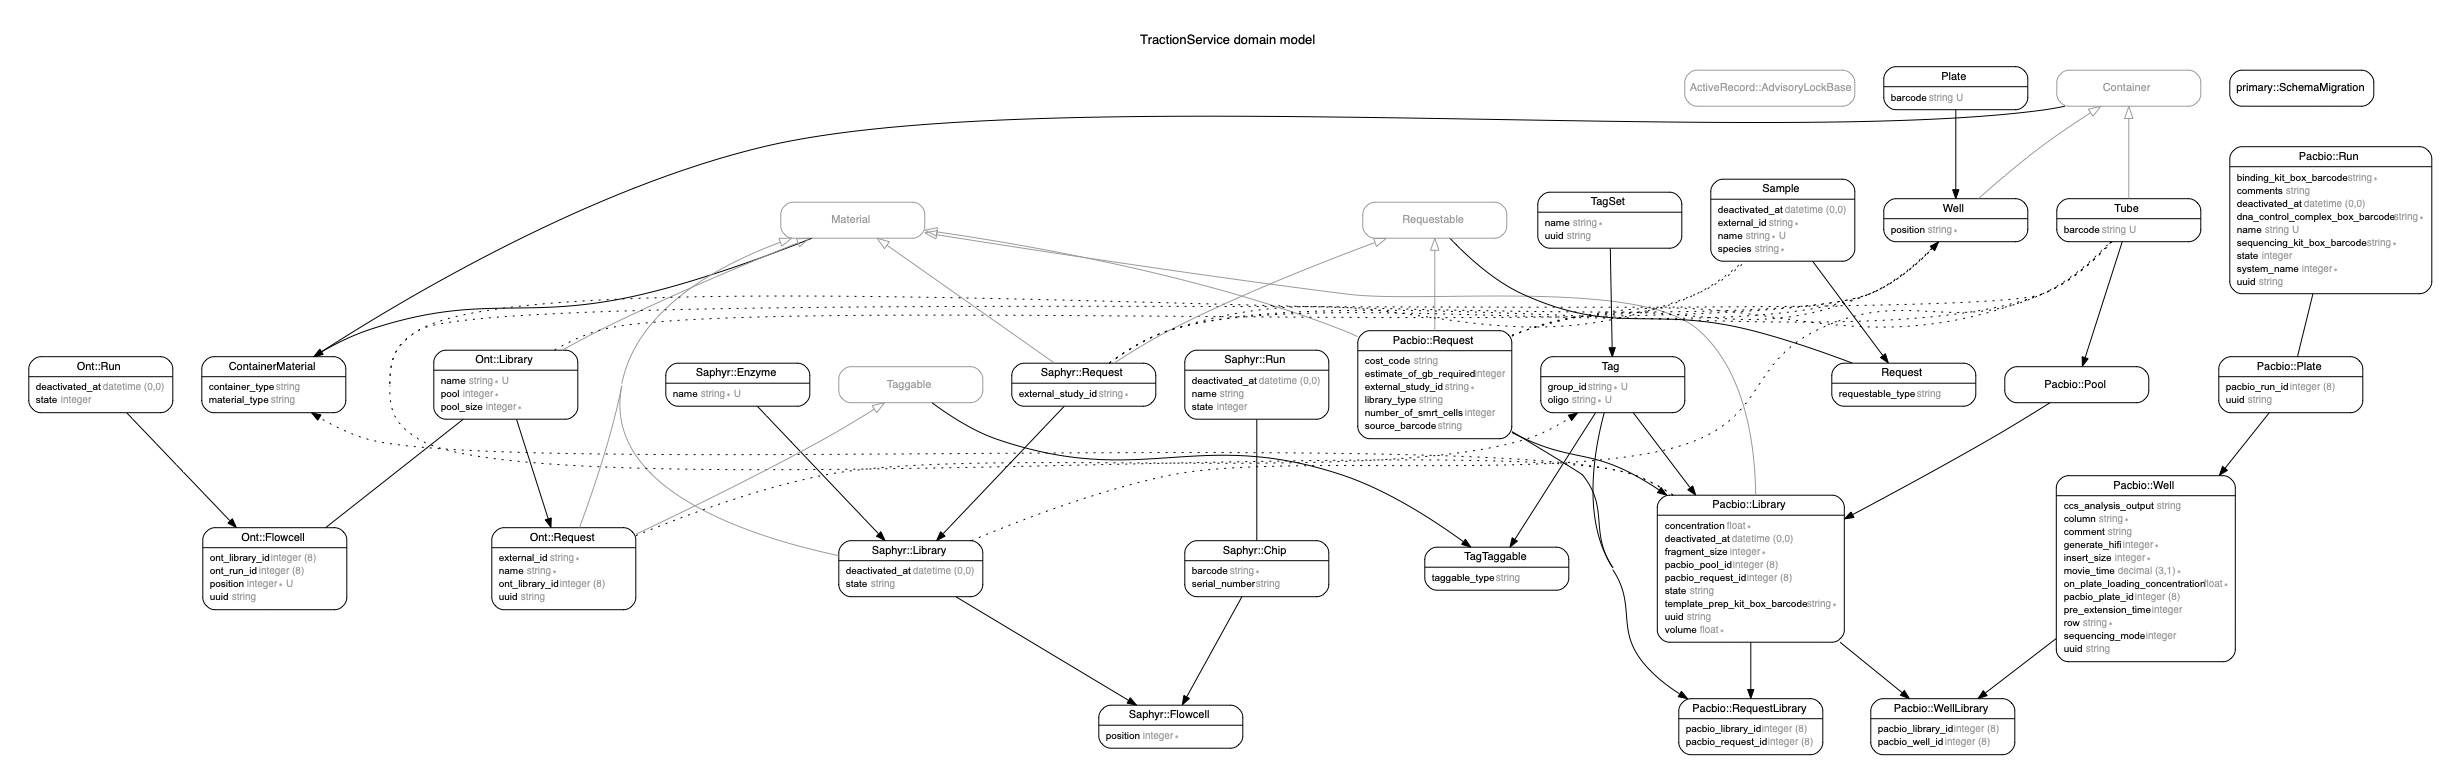 TractionService domain model
ActiveRecord::AdvisoryLockBase
Plate
barcode string U
Container
primary::SchemaMigration
Pacbio::Run
binding_kit_box_barcode string *
comments string
deactivated_at datetime (0,0)
dna_control_complex_box_barcode string *
name string U
sequencing_kit_box_barcode string *
state integer
system_name integer *
uuid string
Material
Requestable
TagSet
name string *
uuid string
Sample
deactivated_at datetime (0,0)
external_id string *
name string * U
species string *
Well
position string *
Tube
barcode string U
Ont::Run
deactivated_at datetime (0,0)
state integer
ContainerMaterial
container_type string
material_type string
Ont::Library
name string * U
pool integer *
pool_size integer *
Saphyr::Enzyme
name string * U
Taggable
Saphyr::Request
external_study_id string *
Saphyr::Run
deactivated_at datetime (0,0)
name string
state integer
Pacbio::Request
cost_code string
estimate_of_gb_required integer
external_study_id string *
library_type string
number_of_smrt_cells integer
source_barcode string
Tag
group_id string * U
oligo string * U
Request
requestable_type string
Pacbio::Pool
Pacbio::Plate
pacbio_run_id integer (8)
uuid string
Ont::Flowcell
ont_library_id integer (8)
ont_run_id integer (8)
position integer * U
uuid string
Ont::Request
external_id string *
name string *
ont_library_id integer (8)
uuid string
Saphyr::Library
deactivated_at datetime (0,0)
state string
Saphyr::Chip
barcode string *
serial_number string
TagTaggable
taggable_type string
Pacbio::Library
concentration float *
deactivated_at datetime (0,0)
fragment_size integer *
pacbio_pool_id integer (8)
pacbio_request_id integer (8)
state string
template_prep_kit_box_barcode string *
uuid string
volume float *
Pacbio::Well
ccs_analysis_output string
column string *
comment string
generate_hifi integer *
insert_size integer *
movie_time decimal (3,1) *
on_plate_loading_concentration float *
pacbio_plate_id integer (8)
pre_extension_time integer
row string *
sequencing_mode integer
uuid string
Saphyr::Flowcell
position integer *
Pacbio::RequestLibrary
pacbio_library_id integer (8)
pacbio_request_id integer (8)
Pacbio::WellLibrary
pacbio_library_id integer (8)
pacbio_well_id integer (8)